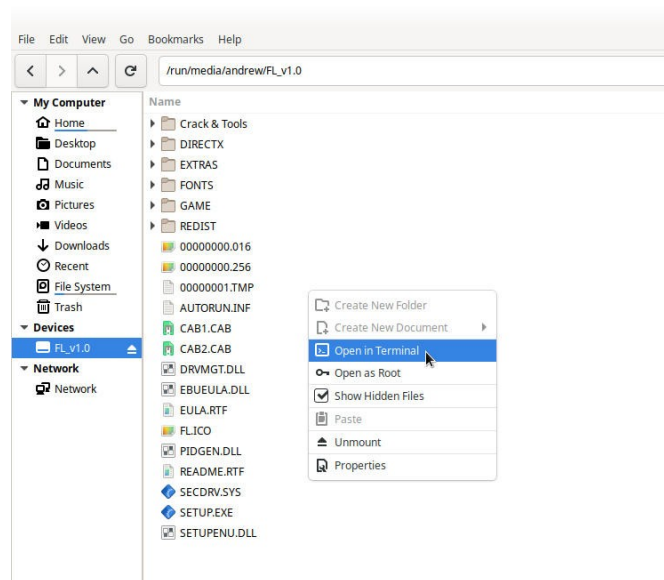 File Edit View Go Bookmarks Help
/run/media/andrew/FL_v1.0
My Computer
Home
Desktop
Documents
Music
Pictures
Videos
Downloads
Recent
File System
Trash
Devices
FL_v1.0
Network
Network
Name
Crack & Tools
DIRECTX
EXTRAS
FONTS
GAME
REDIST
00000000.016
00000000.256
00000001.TMP
AUTORUN.INF
CAB1.CAB
CAB2.CAB
DRVMGT.DLL
EBUEULA.DLL
EULA.RTF
FL.ICO
PIDGEN.DLL
README.RTF
SECDRV.SYS
SETUP.EXE
SETUPENU.DLL
Create New Folder
Create New Document
Open in Terminal
Open as Root
Show Hidden Files
Paste
Unmount
Properties